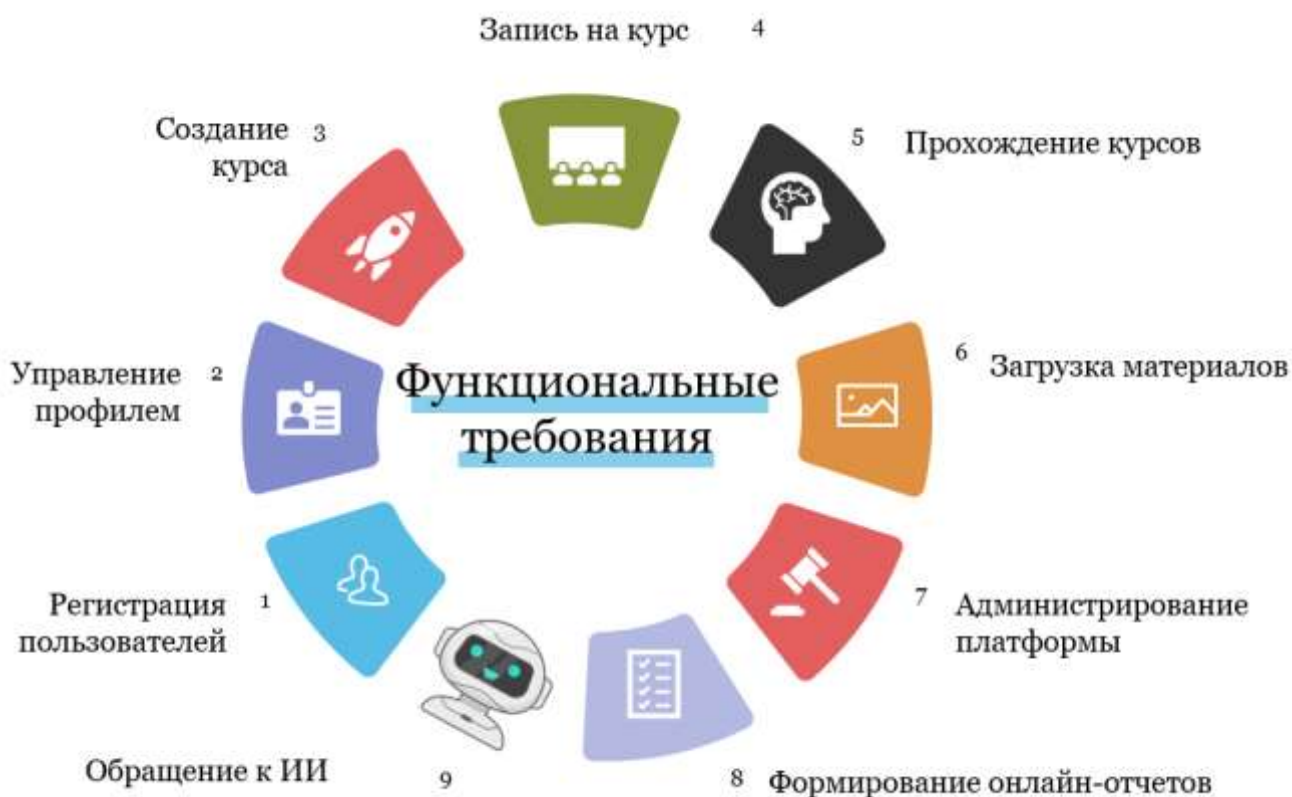 Запись на курс 4
Создание 3
курса
5 Прохождение курсов
Управление 2
профилем
Функциональные
требования
6 Загрузка материалов
Регистрация 1
пользователей
7 Администрирование
платформы
Обращение к ИИ 9
8 Формирование онлайн-отчетов